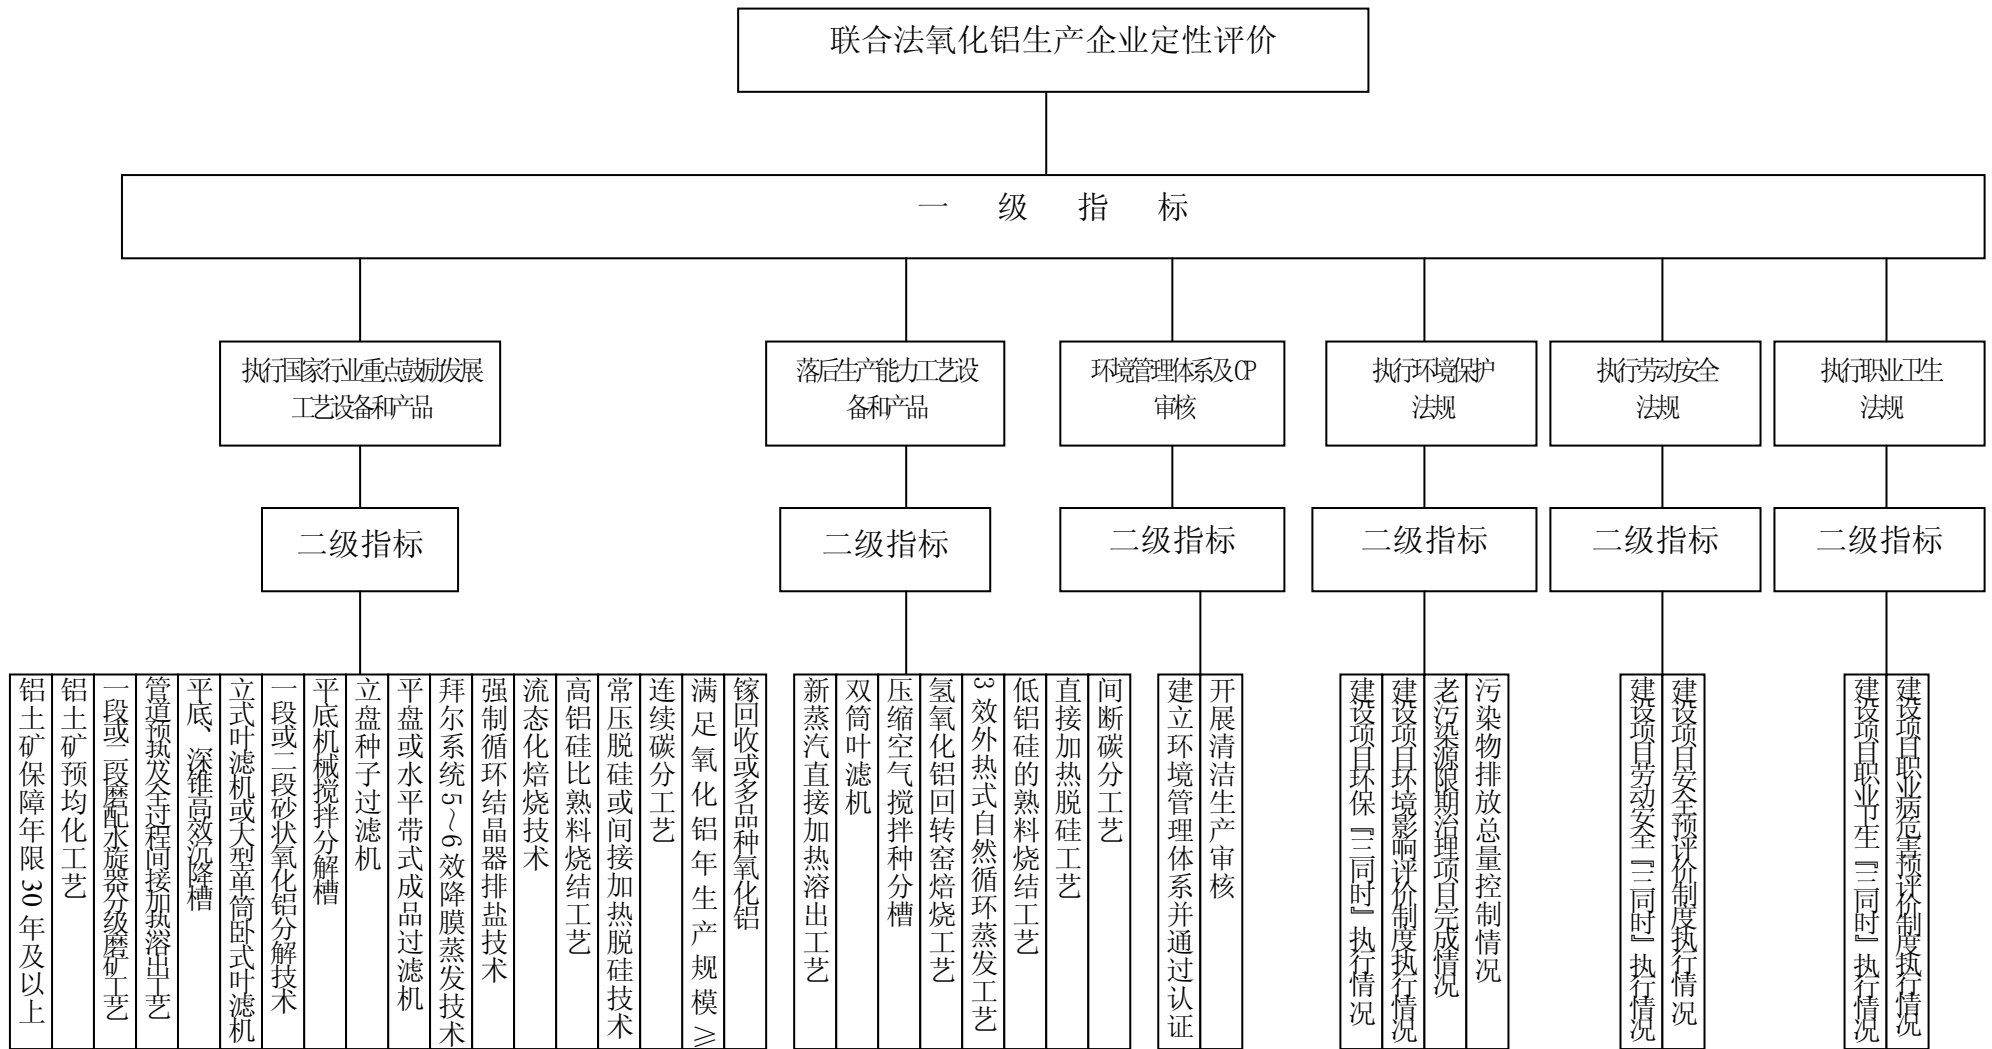 联合法氧化铝生产企业定性评价
一级指标
执行国家行业重点鼓励发展
工艺设备和产品
落后生产能力工艺设
备和产品
环境管理体系及CP
审核
执行环境保护
法规
执行劳动安全
法规
执行职业卫生
法规
二级指标
二级指标
二级指标
二级指标
二级指标
二级指标
铝土矿保障年限30年及以上
铝土矿预均化工艺
一段或二段磨配水旋器分级磨矿工艺
管道预热及全过程间接加热溶出工艺
平底、深锥高效沉降槽
立式叶滤机或大型单筒卧式叶滤机
一段或二段砂状氧化铝分解技术
平底机械搅拌分解槽
立盘种子过滤机
平盘或水平带式成品过滤机
拜尔系统5~6效降膜蒸发技术
强制循环结晶器排盐技术
流态化焙烧技术
高铝硅比熟料烧结工艺
常压脱硅或间接加热脱硅技术
连续碳分工艺
满足氧化铝年生产规模≥
镓回收或多品种氧化铝
新蒸汽直接加热溶出工艺
双筒叶滤机
压缩空气搅拌种分槽
氢氧化铝回转窑焙烧工艺
3效外热式自然循环蒸发工艺
低铝硅的熟料烧结工艺
直接加热脱硅工艺
间断碳分工艺
建立环境管理体系并通过认证
开展清洁生产审核
建设项目环保『三同时』执行情况
建设项目环境影响评价制度执行情况
老污染源限期治理项目完成情况
污染物排放总量控制情况
建设项目劳动安全『三同时』执行情况
建设项目安全预评价制度执行情况
建设项目职业卫生『三同时』执行情况
建设项目职业病危害预评价制度执行情况